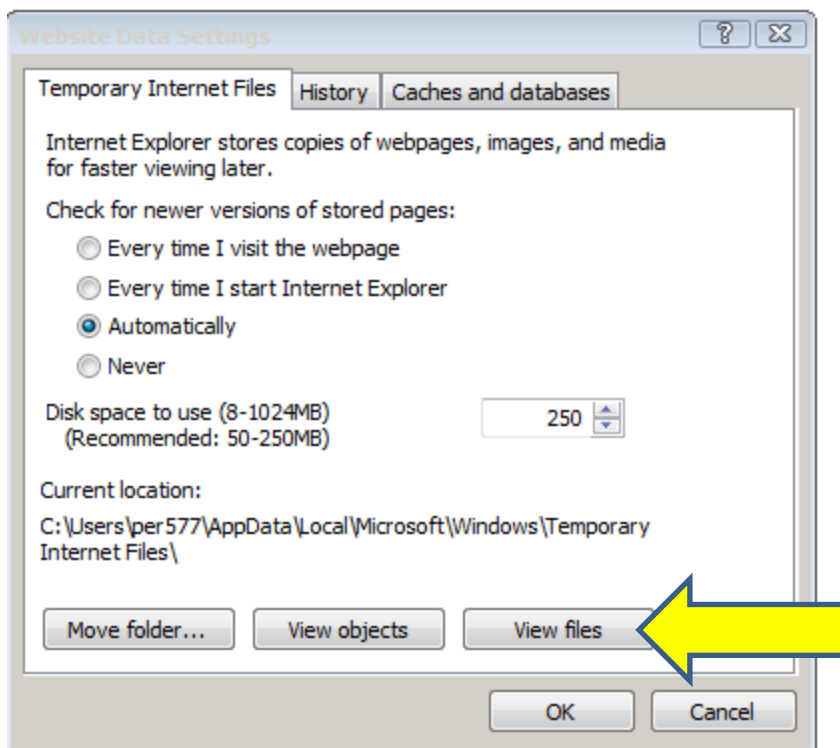 Website Data Settings
Temporary Internet Files History Caches and databases
Internet Explorer stores copies of webpages, images, and media
for faster viewing later.
Check for newer versions of stored pages:
Every time I visit the webpage
Every time I start Internet Explorer
Automatically
Never
Disk space to use (8-1024MB) 250
(Recommended: 50-250MB)
Current location:
C:\Users\per577\AppData\Local\Microsoft\Windows\Temporary
Internet Files\
Move folder... View objects View files
OK Cancel